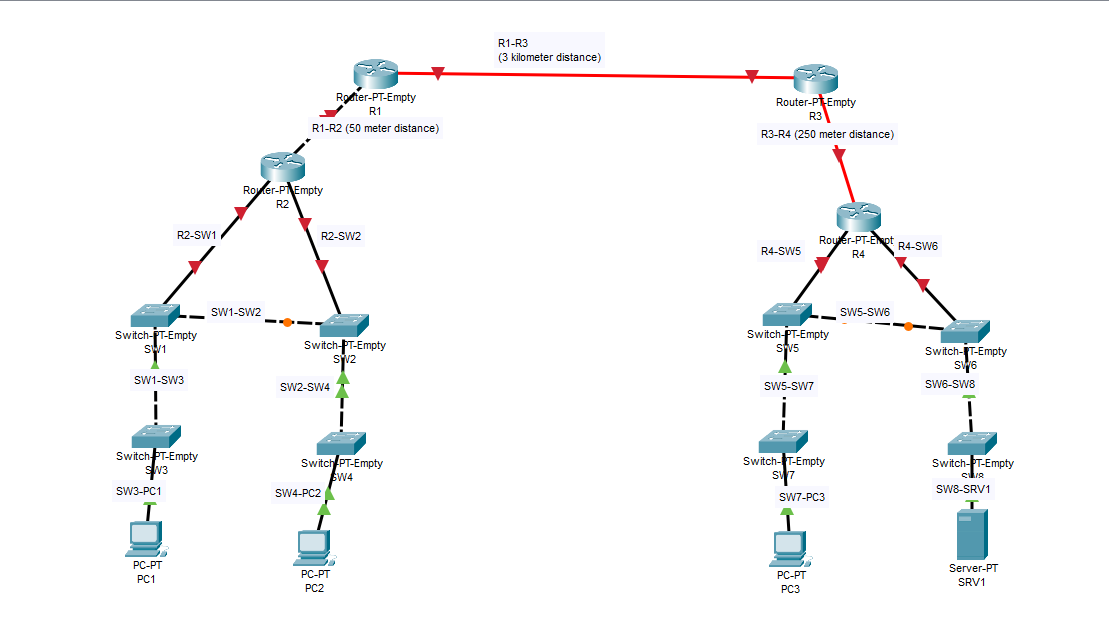 R1-R3
(3 kilometer distance)
Router-PT-Empty
R1
Router-PT-Empty
R3
R1-R2 (50 meter distance)
R3-R4 (250 meter distance)
Router-PT-Empty
R2
R2-SW1
R2-SW2
Router-PT-Empt
R4
R4-SW5
R4-SW6
SW1-SW2
SW5-SW6
Switch-PT-Empty
SW1
Switch-PT-Empty
SW2
Switch-PT-Empty
SW5
Switch-PT-Empty
SW6
SW1-SW3
SW2-SW4
SW5-SW7
SW6-SW8
Switch-PT-Empty
SW3
Switch-PT-Empty
SW4
Switch-PT-Empty
SW7
Switch-PT-Empty
SW8
SW3-PC1
SW4-PC2
SW7-PC3
SW8-SRV1
PC-PT
PC1
PC-PT
PC2
PC-PT
PC3
Server-PT
SRV1